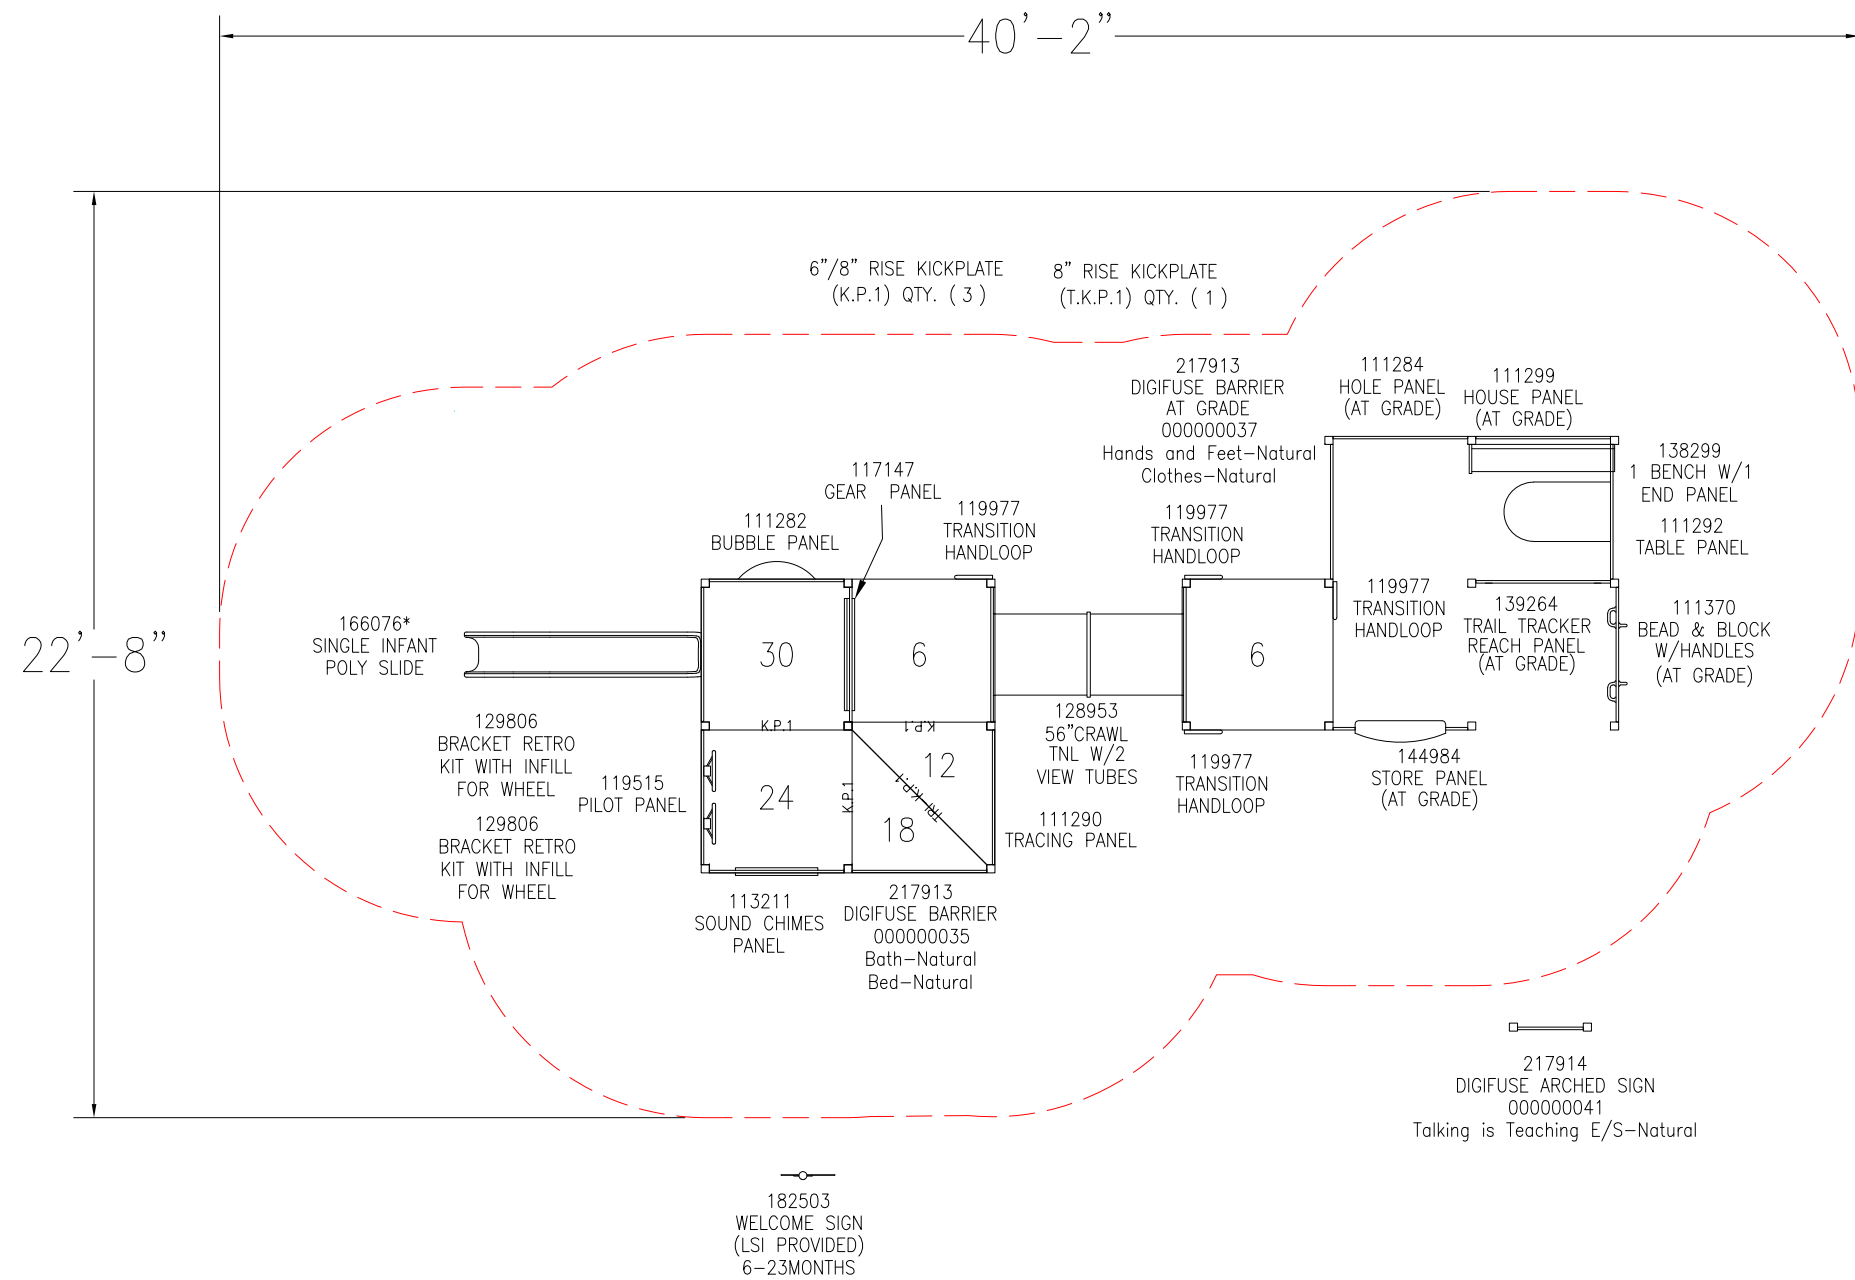 40'-2"
22'-8"
6"/8" RISE KICKPLATE
(K.P.1) QTY. ( 3 )
8" RISE KICKPLATE
(T.K.P.1) QTY. ( 1 )
217913
DIGIFUSE BARRIER
AT GRADE
000000037
Hands and Feet-Natural
Clothes-Natural
111284
HOLE PANEL
(AT GRADE)
111299
HOUSE PANEL
(AT GRADE)
138299
1 BENCH W/1
END PANEL
111292
TABLE PANEL
117147
GEAR PANEL
111282
BUBBLE PANEL
119977
TRANSITION
HANDLOOP
119977
TRANSITION
HANDLOOP
119977
TRANSITION
HANDLOOP
139264
TRAIL TRACKER
REACH PANEL
(AT GRADE)
111370
BEAD & BLOCK
W/HANDLES
(AT GRADE)
166076*
SINGLE INFANT
POLY SLIDE
30
6
6
K.P.1
K.P.1
24
K.P.1
12
TRI K.P.1
18
128953
56"CRAWL
TNL W/2
VIEW TUBES
119977
TRANSITION
HANDLOOP
144984
STORE PANEL
(AT GRADE)
129806
BRACKET RETRO
KIT WITH INFILL
FOR WHEEL
119515
PILOT PANEL
129806
BRACKET RETRO
KIT WITH INFILL
FOR WHEEL
111290
TRACING PANEL
113211
SOUND CHIMES
PANEL
217913
DIGIFUSE BARRIER
000000035
Bath-Natural
Bed-Natural
217914
DIGIFUSE ARCHED SIGN
000000041
Talking is Teaching E/S-Natural
182503
WELCOME SIGN
(LSI PROVIDED)
6-23MONTHS